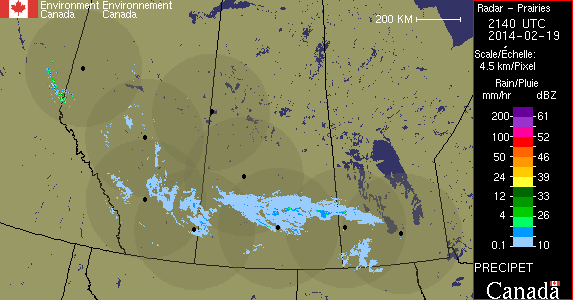 Environment Environnement
Canada Canada
200 KM
Radar - Prairies
2140 UTC
2014-02-19
Scale/Échelle:
4.5 km/Pixel
Rain/Pluie
mm/hr dBZ
200 61
100 52
50 46
24 39
12 33
4 26
0.1 10
PRECIPET
Canada